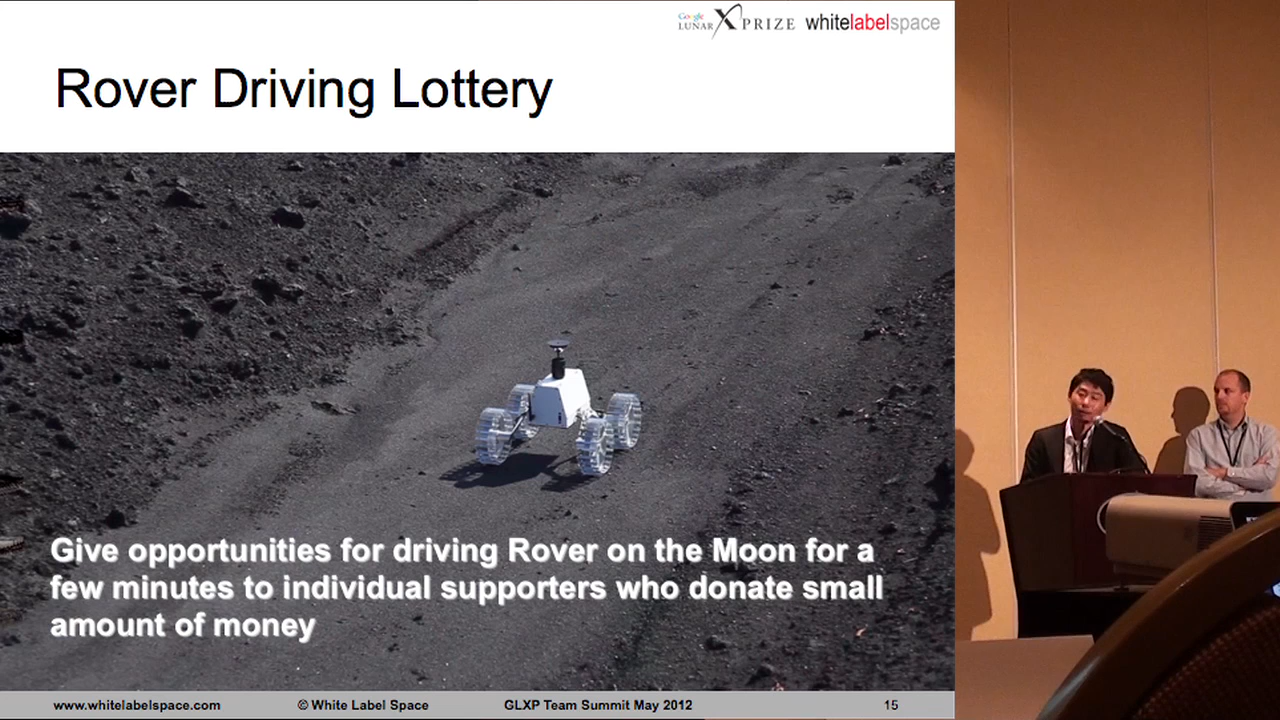 Google LUNAR X PRIZE whitelabelspace
Rover Driving Lottery
Give opportunities for driving Rover on the Moon for a
few minutes to individual supporters who donate small
amount of money
www.whitelabelspace.com © White Label Space GLXP Team Summit May 2012 15